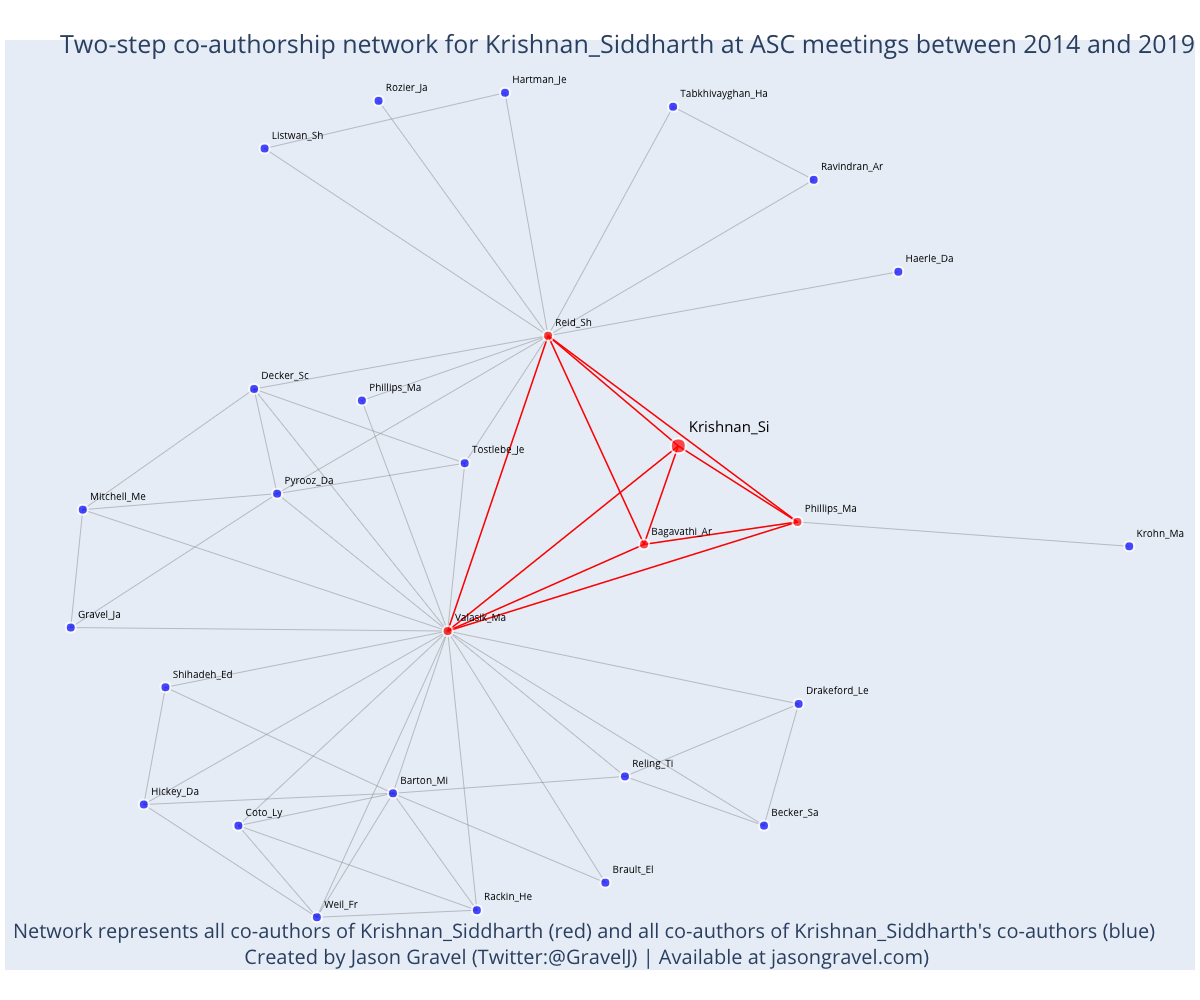 Two-step co-authorship network for Krishnan_Siddharth at ASC meetings between 2014 and 2019
Hartman_Je
Rozier_Ja
Tabkhivayghan_Ha
Listwan_Sh
Ravindran_Ar
Haerle_Da
Reid_Sh
Decker_Sc
Phillips_Ma
Krishnan_Si
Tostlebe_Je
Pyrooz_Da
Mitchell_Me
Phillips_Ma
Bagavathi_Ar
Krohn_Ma
Gravel_Ja
Valasik_Ma
Shihadeh_Ed
Drakeford_Le
Reling_Ti
Barton_Mi
Hickey_Da
Coto_Ly
Becker_Sa
Brault_El
Rackin_He
Weil_Fr
Network represents all co-authors of Krishnan_Siddharth (red) and all co-authors of Krishnan_Siddharth's co-authors (blue)
Created by Jason Gravel (Twitter:@GravelJ) | Available at jasongravel.com)